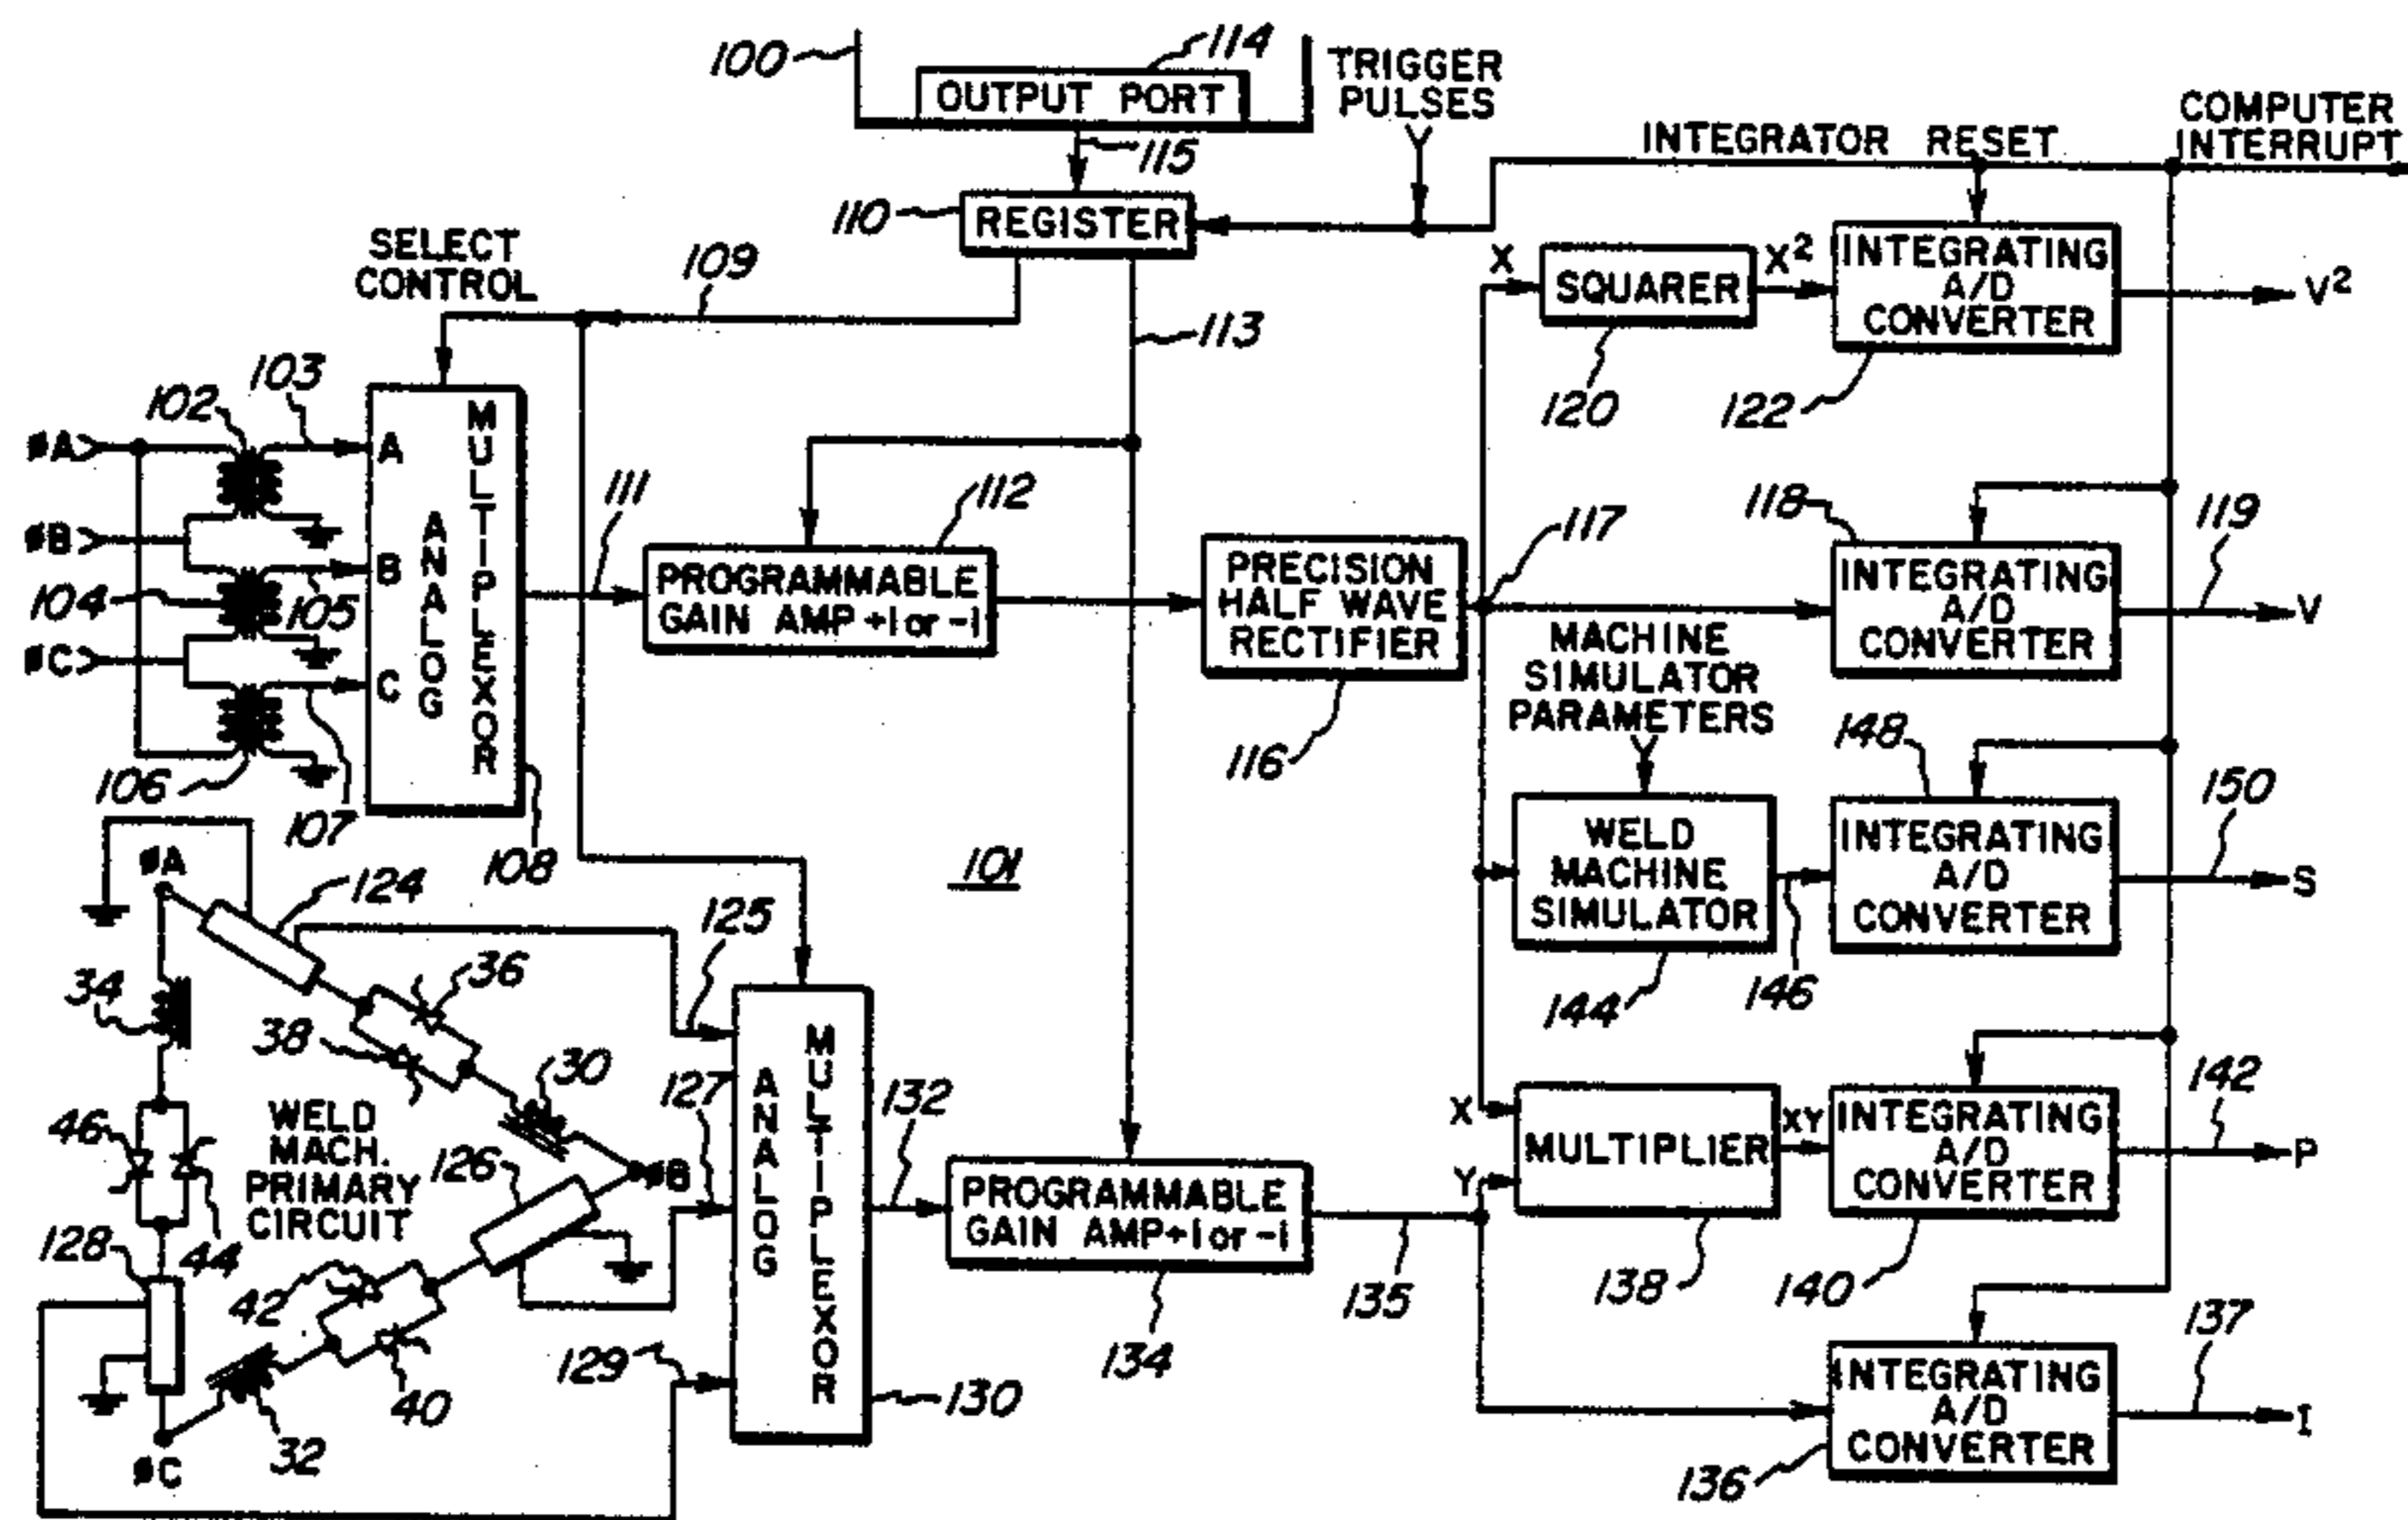 100
114
OUTPUT PORT
TRIGGER
PULSES
115
INTEGRATOR RESET
COMPUTER
INTERRUPT
110
REGISTER
SELECT
CONTROL
109
113
X
SQUARER
X²
INTEGRATING
A/D
CONVERTER
V²
120
122
102
103
ØA
A
ØB
104
105
B
ØC
C
106
107
ANALOG
MULTIPLEXOR
108
111
112
PROGRAMMABLE
GAIN AMP +1 or -1
PRECISION
HALF WAVE
RECTIFIER
116
117
118
INTEGRATING
A/D
CONVERTER
119
V
MACHINE
SIMULATOR
PARAMETERS
WELD
MACHINE
SIMULATOR
144
146
148
INTEGRATING
A/D
CONVERTER
150
S
101
ØA
124
125
34
36
38
30
46
WELD
MACH.
PRIMARY
CIRCUIT
126
ØB
127
128
44
42
40
129
32
ØC
ANALOG
MULTIPLEXOR
130
132
PROGRAMMABLE
GAIN AMP+1 or -1
134
135
X
Y
MULTIPLIER
138
XY
INTEGRATING
A/D
CONVERTER
140
142
P
INTEGRATING
A/D
CONVERTER
136
137
I